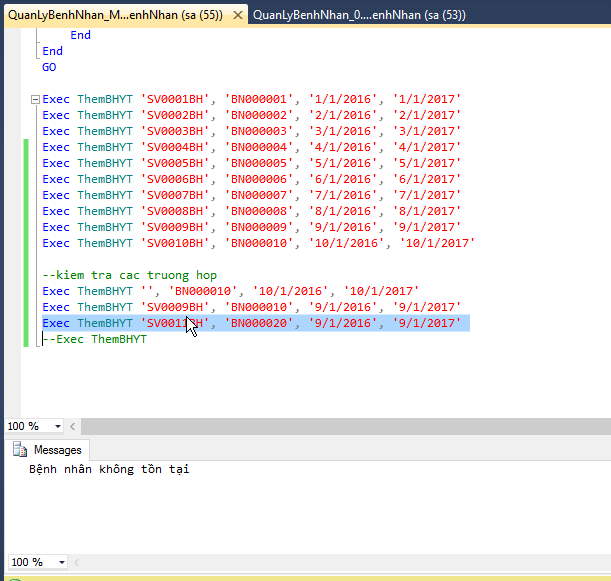 QuanLyBenhNhan_M...enhNhan (sa (55)) QuanLyBenhNhan_0....enhNhan (sa (53))
End
End
GO
Exec ThemBHYT 'SV0001BH', 'BN000001', '1/1/2016', '1/1/2017'
Exec ThemBHYT 'SV0002BH', 'BN000002', '2/1/2016', '2/1/2017'
Exec ThemBHYT 'SV0003BH', 'BN000003', '3/1/2016', '3/1/2017'
Exec ThemBHYT 'SV0004BH', 'BN000004', '4/1/2016', '4/1/2017'
Exec ThemBHYT 'SV0005BH', 'BN000005', '5/1/2016', '5/1/2017'
Exec ThemBHYT 'SV0006BH', 'BN000006', '6/1/2016', '6/1/2017'
Exec ThemBHYT 'SV0007BH', 'BN000007', '7/1/2016', '7/1/2017'
Exec ThemBHYT 'SV0008BH', 'BN000008', '8/1/2016', '8/1/2017'
Exec ThemBHYT 'SV0009BH', 'BN000009', '9/1/2016', '9/1/2017'
Exec ThemBHYT 'SV0010BH', 'BN000010', '10/1/2016', '10/1/2017'
--kiem tra cac truong hop
Exec ThemBHYT '', 'BN000010', '10/1/2016', '10/1/2017'
Exec ThemBHYT 'SV0009BH', 'BN000010', '9/1/2016', '9/1/2017'
Exec ThemBHYT 'BN000020', '9/1/2016', '9/1/2017'
--Exec ThemBHYT
100 %
Messages
Bệnh nhân không tồn tại
100 %